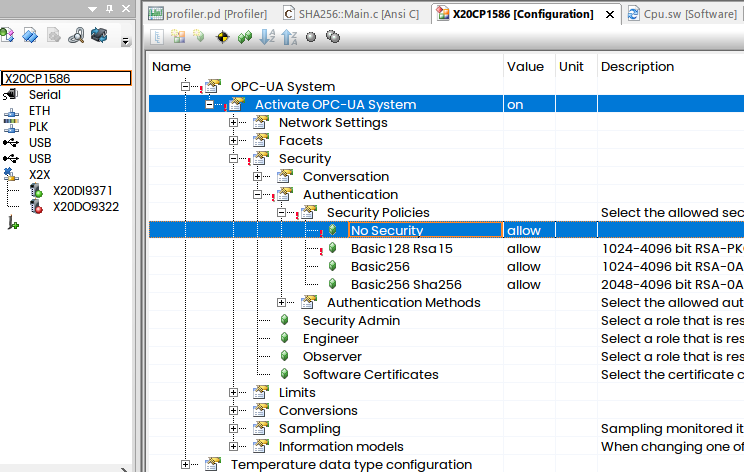 profiler.pd [Profiler]
SHA256::Main.c [Ansi C]
X20CP1586 [Configuration]
Cpu.sw [Software]
X20CP1586
Serial
ETH
PLK
USB
USB
X2X
X20DI9371
X20DO9322
Name Value Unit Description
OPC-UA System
Activate OPC-UA System on
Network Settings
Facets
Security
Conversation
Authentication
Security Policies Select the allowed sec
No Security allow
Basic128 Rsa15 allow 1024-4096 bit RSA-PK
Basic256 allow 1024-4096 bit RSA-0A
Basic256 Sha256 allow 2048-4096 bit RSA-0A
Authentication Methods Select the allowed aut
Security Admin Select a role that is res
Engineer Select a role that is res
Observer Select a role that is res
Software Certificates Select the certificate c
Limits
Conversions
Sampling Sampling monitored it
Information models When changing one of
Temperature data type configuration